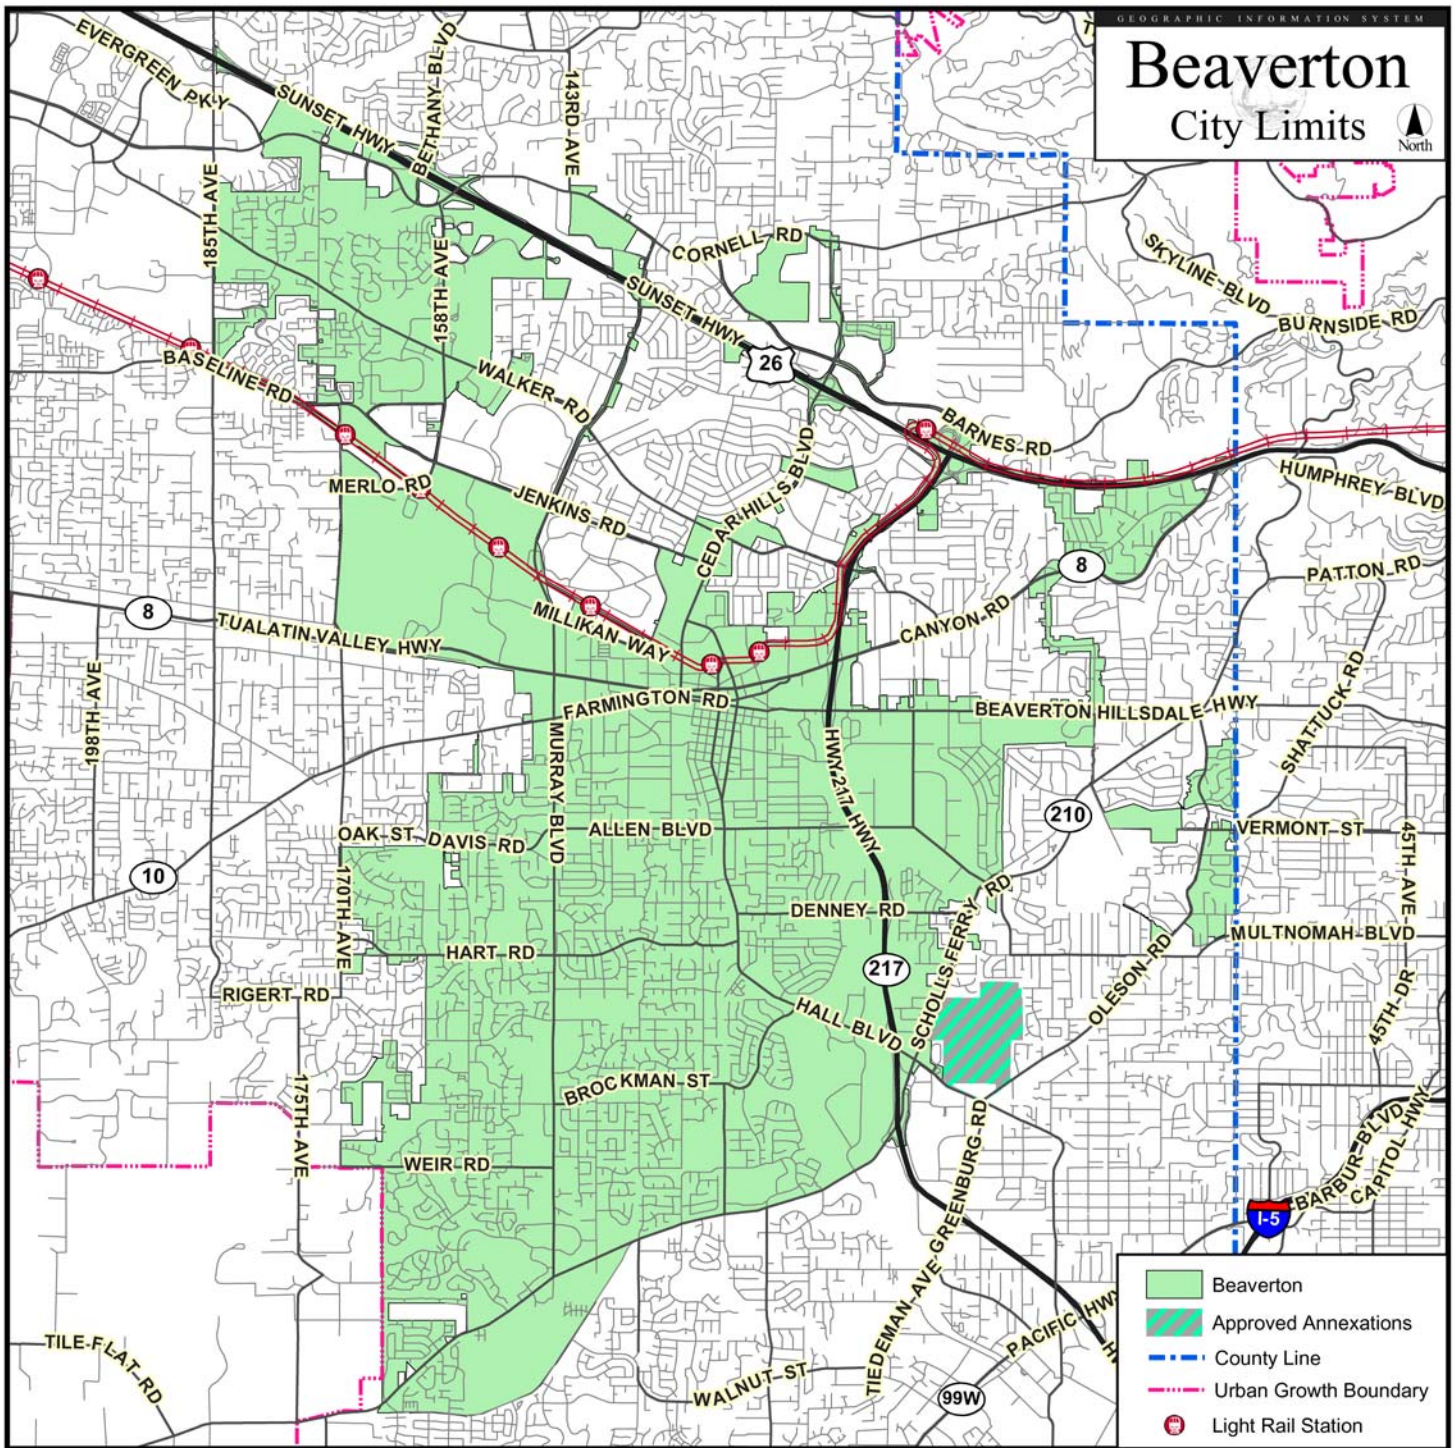 GEOGRAPHIC INFORMATION SYSTEM
Beaverton
City Limits
North
EVERGREEN PKY
SUNSET HWY
BETHANY BLVD
143RD AVE
185TH AVE
158TH AVE
CORNELL RD
SKYLINE BLVD
SUNSET HWY
BURNSIDE RD
26
BASELINE RD
WALKER RD
BARNES RD
CEDAR HILLS BLVD
HUMPHREY BLVD
MERLO RD
JENKINS RD
8
PATTON RD
8
TUALATIN VALLEY HWY
MILLIKAN WAY
CANYON RD
198TH AVE
FARMINGTON RD
BEAVERTON HILLSDALE HWY
SHATTUCK RD
MURRAY BLVD
HWY 217 HWY
210
OAK ST
DAVIS RD
ALLEN BLVD
VERMONT ST
45TH AVE
10
170TH AVE
DENNEY RD
SCHOLLS FERRY RD
HART RD
MULTNOMAH BLVD
217
RIGERT RD
HALL BLVD
OLESON RD
45TH DR
175TH AVE
BROCKMAN ST
WEIR RD
GREENBURG RD
BARBUR BLVD
CAPITOL HWY
I-5
TIEDEMAN AVE
PACIFIC HWY
TILE FLAT RD
WALNUT ST
99W
Beaverton
Approved Annexations
County Line
Urban Growth Boundary
Light Rail Station